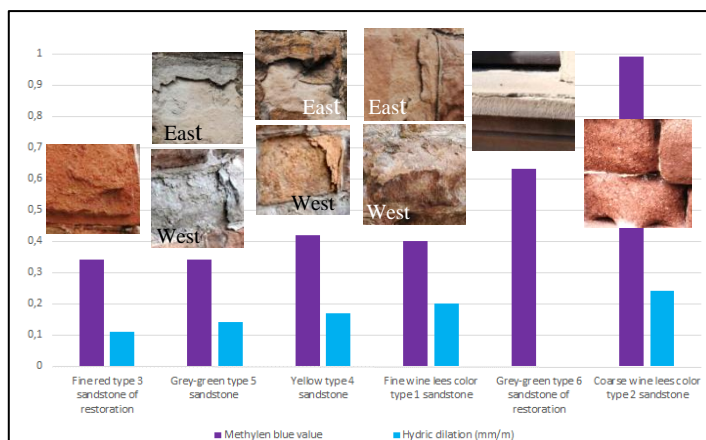 1
0,9
0,8
0,7
0,6
0,5
0,4
0,3
0,2
0,1
0
East
West
East
West
East
West
Fine red type 3
sandstone of
restoration
Grey-green type 5
sandstone
Yellow type 4
sandstone
Fine wine lees color
type 1 sandstone
Grey-green type 6
sandstone of
restoration
Coarse wine lees color
type 2 sandstone
Methylen blue value
Hydric dilation (mm/m)